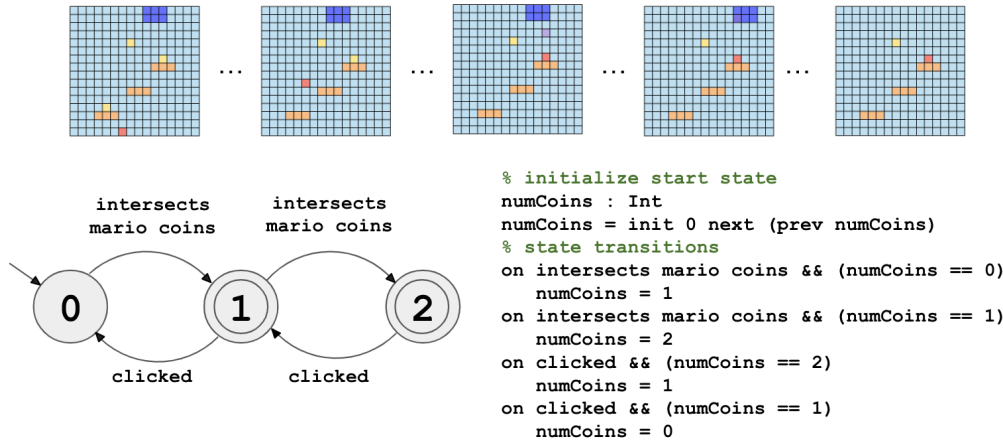 ... ... ... ...
intersects
mario coins
intersects
mario coins
0
1
2
clicked
clicked
% initialize start state
numCoins : Int
numCoins = init 0 next (prev numCoins)
% state transitions
on intersects mario coins && (numCoins == 0)
numCoins = 1
on intersects mario coins && (numCoins == 1)
numCoins = 2
on clicked && (numCoins == 2)
numCoins = 1
on clicked && (numCoins == 1)
numCoins = 0